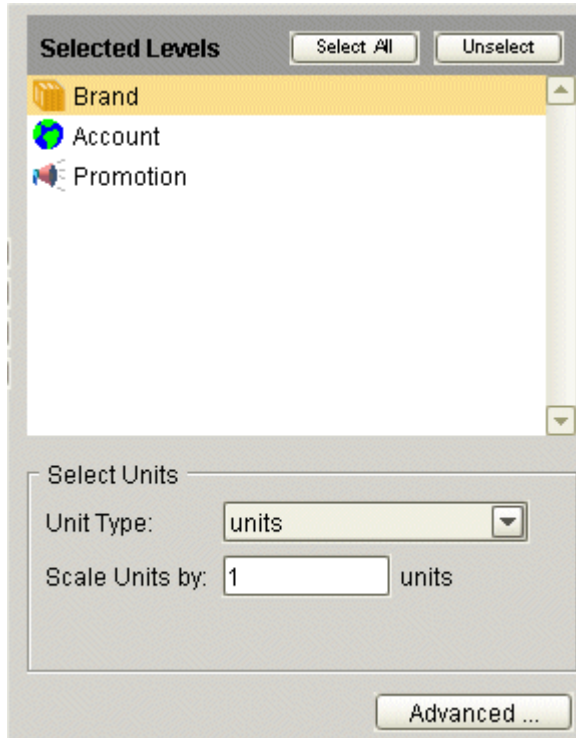 Selected Levels Select All Unselect
Brand
Account
Promotion
Select Units
Unit Type: units
Scale Units by: 1 units
Advanced ...